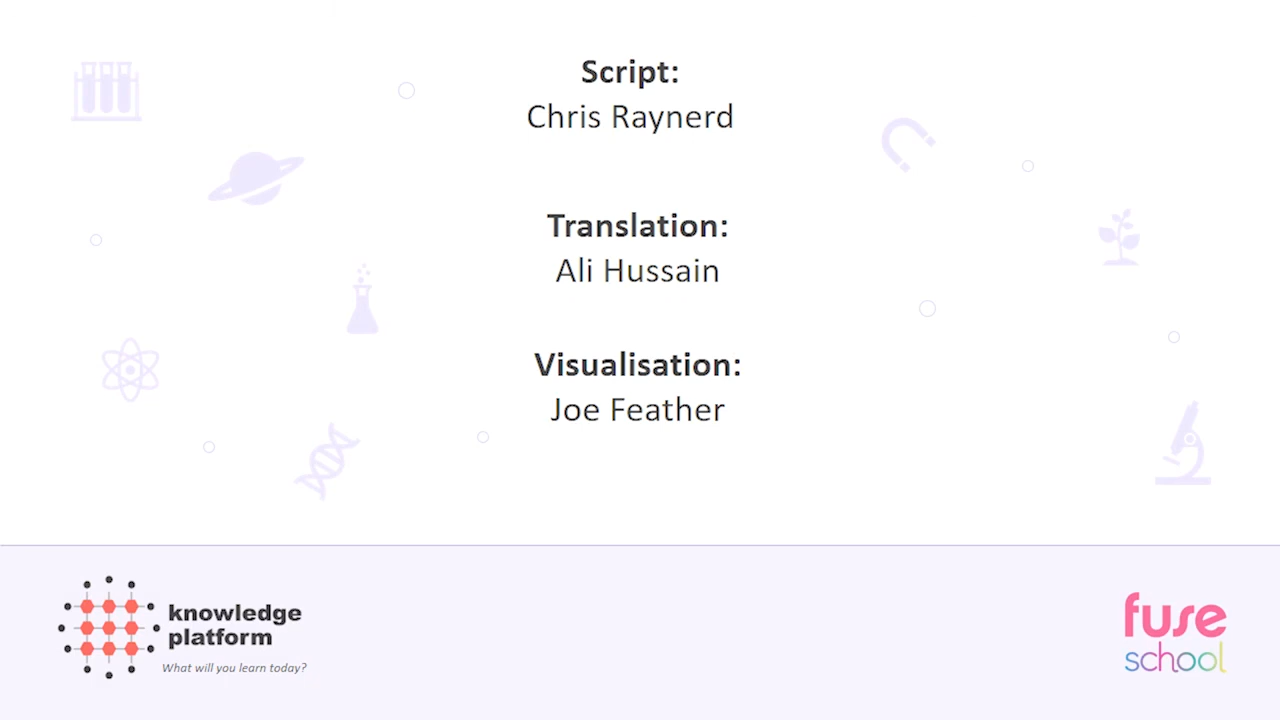 Script:
Chris Raynerd
Translation:
Ali Hussain
Visualisation:
Joe Feather
knowledge
platform
What will you learn today?
fuse
school